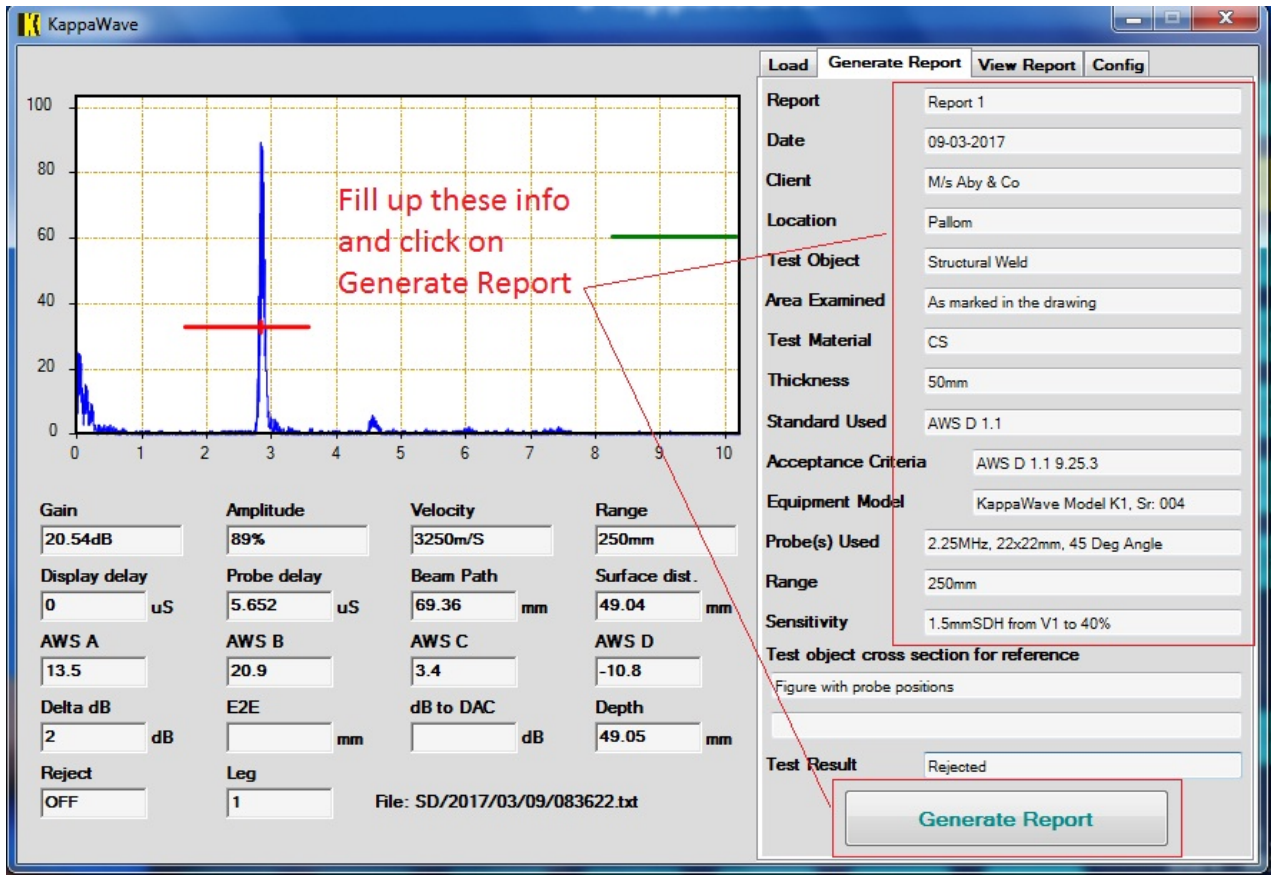 KappaWave
Load Generate Report View Report Config
100
80
60
40
20
0
0 1 2 3 4 5 6 7 8 9 10
Fill up these info
and click on
Generate Report
Gain Amplitude Velocity Range
20.54dB 89% 3250m/S 250mm
Display delay Probe delay Beam Path Surface dist.
0 uS 5.652 uS 69.36 mm 49.04 mm
AWS A AWS B AWS C AWS D
13.5 20.9 3.4 -10.8
Delta dB E2E dB to DAC Depth
2 dB mm dB 49.05 mm
Reject Leg
OFF 1 File: SD/2017/03/09/083622.txt
Report Report 1
Date 09-03-2017
Client M/s Aby & Co
Location Pallom
Test Object Structural Weld
Area Examined As marked in the drawing
Test Material CS
Thickness 50mm
Standard Used AWS D 1.1
Acceptance Criteria AWS D 1.1 9.25.3
Equipment Model KappaWave Model K1, Sr: 004
Probe(s) Used 2.25MHz, 22x22mm, 45 Deg Angle
Range 250mm
Sensitivity 1.5mmSDH from V1 to 40%
Test object cross section for reference
Figure with probe positions
Test Result Rejected
Generate Report